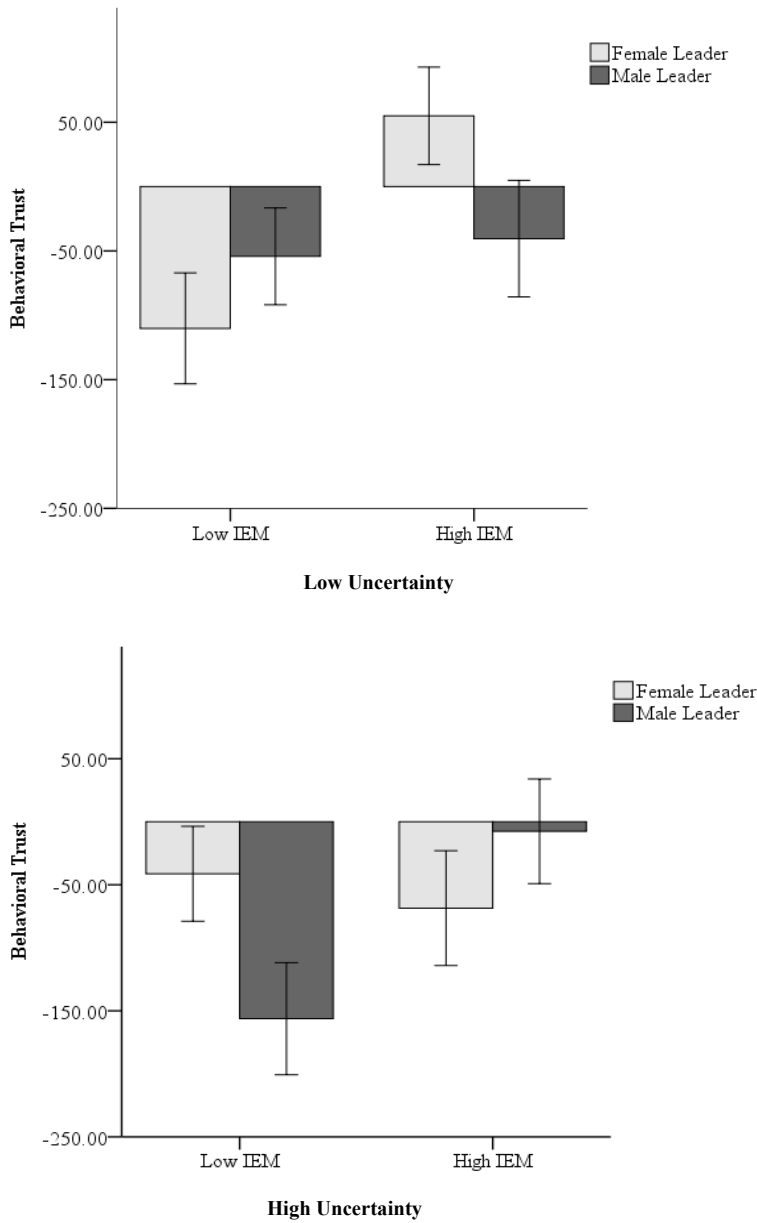 Female Leader
Male Leader
50.00
-50.00
-150.00
-250.00
Behavioral Trust
Low IEM
High IEM
Low Uncertainty
Female Leader
Male Leader
50.00
-50.00
-150.00
-250.00
Behavioral Trust
Low IEM
High IEM
High Uncertainty